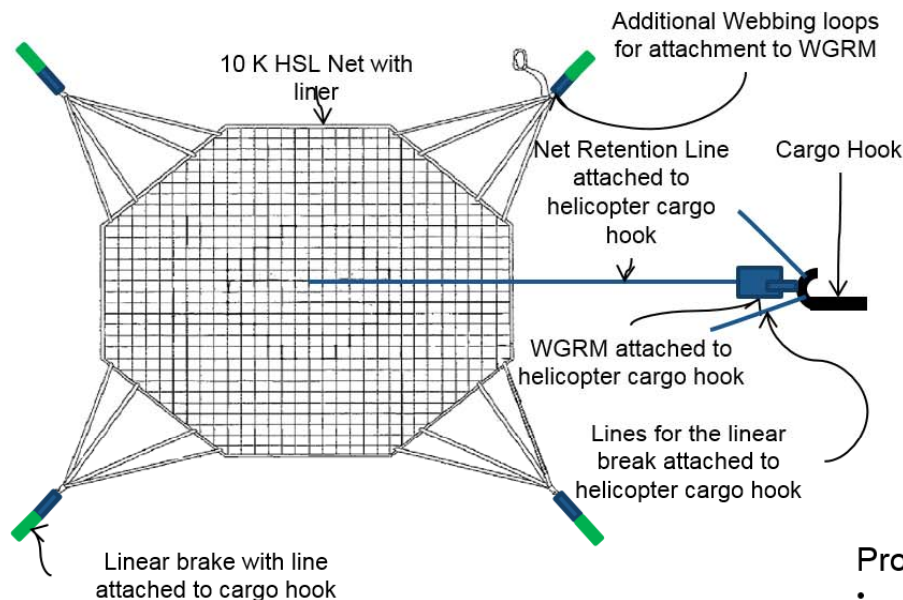 Additional Webbing loops
for attachment to WGRM
10 K HSL Net with
liner
Net Retention Line
attached to
helicopter cargo
hook
Cargo Hook
WGRM attached to
helicopter cargo hook
Lines for the linear
break attached to
helicopter cargo hook
Linear brake with line
attached to cargo hook
Pro
•